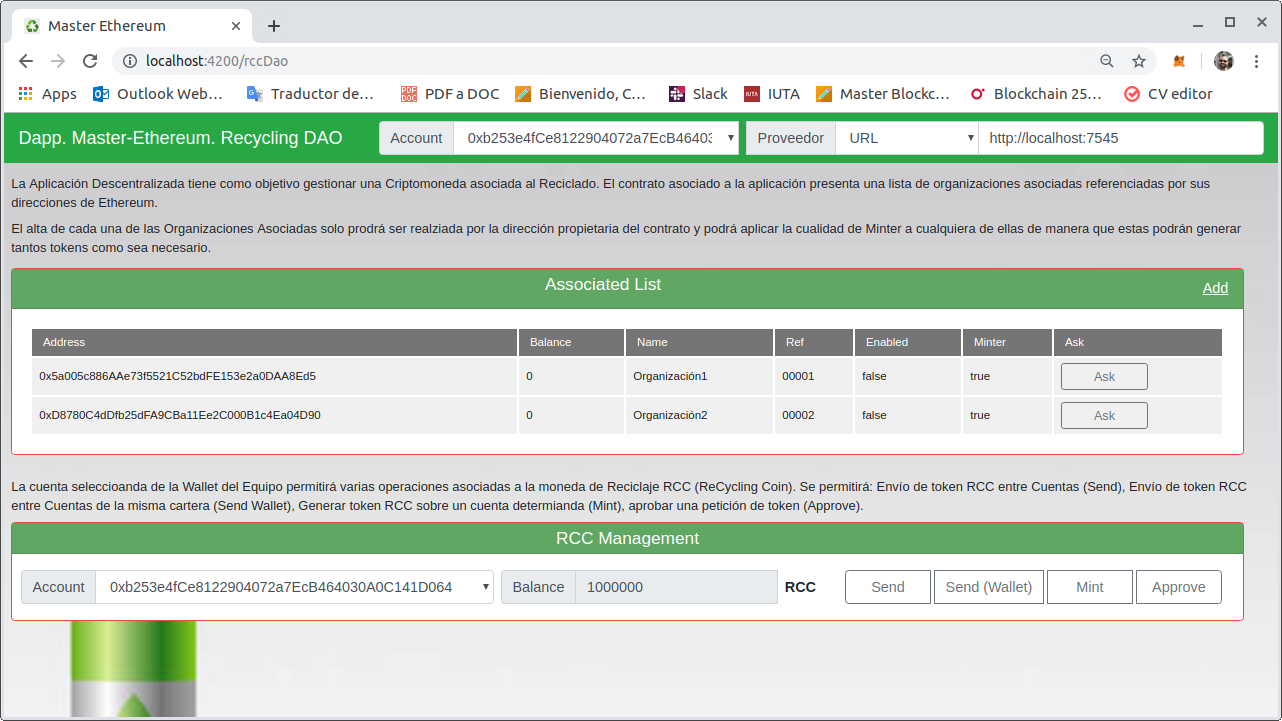 Master Ethereum
localhost:4200/rccDao
Apps Outlook Web... Traductor de... PDF a DOC Bienvenido, C... Slack IUTA Master Blockc... Blockchain 25... CV editor
Dapp. Master-Ethereum. Recycling DAO Account 0xb253e4fCe8122904072a7EcB46403 Proveedor URL http://localhost:7545
La Aplicación Descentralizada tiene como objetivo gestionar una Criptomoneda asociada al Reciclado. El contrato asociado a la aplicación presenta una lista de organizaciones asociadas referenciadas por sus
direcciones de Ethereum.
El alta de cada una de las Organizaciones Asociadas solo prodrá ser realziada por la dirección propietaria del contrato y podrá aplicar la cualidad de Minter a cualquiera de ellas de manera que estas podrán generar
tantos tokens como sea necesario.
Associated List Add
Address Balance Name Ref Enabled Minter Ask
0x5a005c886AAe73f5521C52bdFE153e2a0DAA8Ed5 0 Organización1 00001 false true Ask
0xD8780C4dDfb25dFA9CBa11Ee2C000B1c4Ea04D90 0 Organización2 00002 false true Ask
La cuenta seleccioanda de la Wallet del Equipo permitirá varias operaciones asociadas a la moneda de Reciclaje RCC (ReCycling Coin). Se permitirá: Envío de token RCC entre Cuentas (Send), Envío de token RCC
entre Cuentas de la misma cartera (Send Wallet), Generar token RCC sobre un cuenta determianda (Mint), aprobar una petición de token (Approve).
RCC Management
Account 0xb253e4fCe8122904072a7EcB464030A0C141D064 Balance 1000000 RCC Send Send (Wallet) Mint Approve